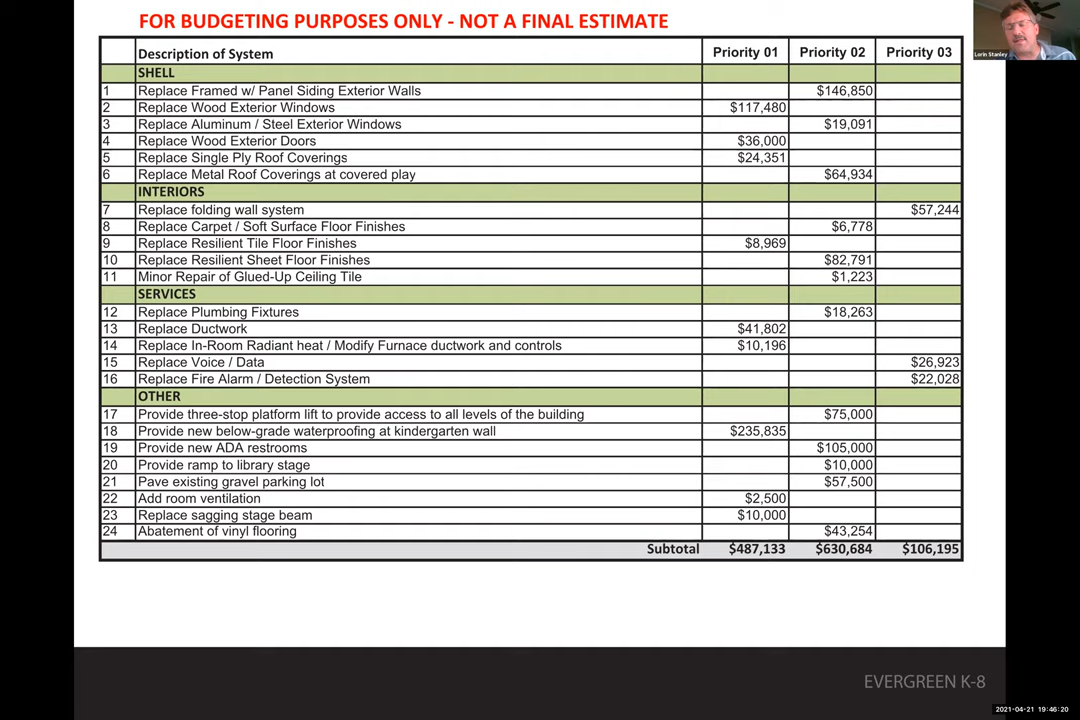 FOR BUDGETING PURPOSES ONLY - NOT A FINAL ESTIMATE
Lorin Stanley
Description of System Priority 01 Priority 02 Priority 03
SHELL
1 Replace Framed w/ Panel Siding Exterior Walls $146,850
2 Replace Wood Exterior Windows $117,480
3 Replace Aluminum / Steel Exterior Windows $19,091
4 Replace Wood Exterior Doors $36,000
5 Replace Single Ply Roof Coverings $24,351
6 Replace Metal Roof Coverings at covered play $64,934
INTERIORS
7 Replace folding wall system $57,244
8 Replace Carpet / Soft Surface Floor Finishes $6,778
9 Replace Resilient Tile Floor Finishes $8,969
10 Replace Resilient Sheet Floor Finishes $82,791
11 Minor Repair of Glued-Up Ceiling Tile $1,223
SERVICES
12 Replace Plumbing Fixtures $18,263
13 Replace Ductwork $41,802
14 Replace In-Room Radiant heat / Modify Furnace ductwork and controls $10,196
15 Replace Voice / Data $26,923
16 Replace Fire Alarm / Detection System $22,028
OTHER
17 Provide three-stop platform lift to provide access to all levels of the building $75,000
18 Provide new below-grade waterproofing at kindergarten wall $235,835
19 Provide new ADA restrooms $105,000
20 Provide ramp to library stage $10,000
21 Pave existing gravel parking lot $57,500
22 Add room ventilation $2,500
23 Replace sagging stage beam $10,000
24 Abatement of vinyl flooring $43,254
Subtotal $487,133 $630,684 $106,195
EVERGREEN K-8
2021-04-21 19:46:20